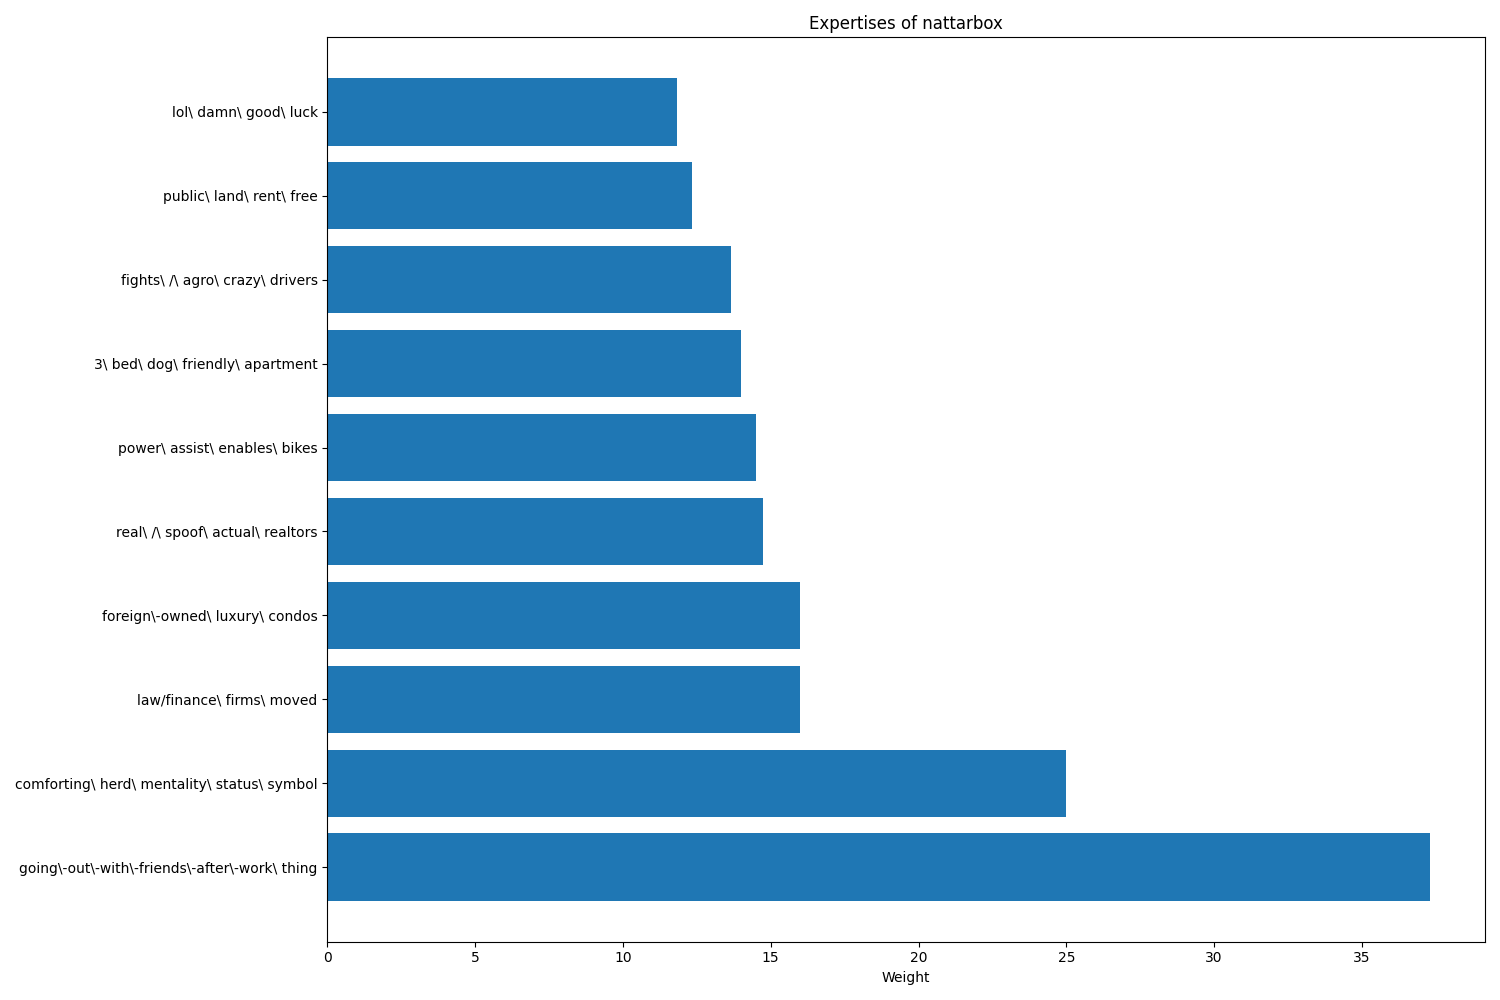 Expertises of nattarbox
lol\ damn\ good\ luck
public\ land\ rent\ free
fights\ /\ agro\ crazy\ drivers
3\ bed\ dog\ friendly\ apartment
power\ assist\ enables\ bikes
real\ /\ spoof\ actual\ realtors
foreign\-owned\ luxury\ condos
law/finance\ firms\ moved
comforting\ herd\ mentality\ status\ symbol
going\-out\-with\-friends\-after\-work\ thing
0 5 10 15 20 25 30 35
Weight